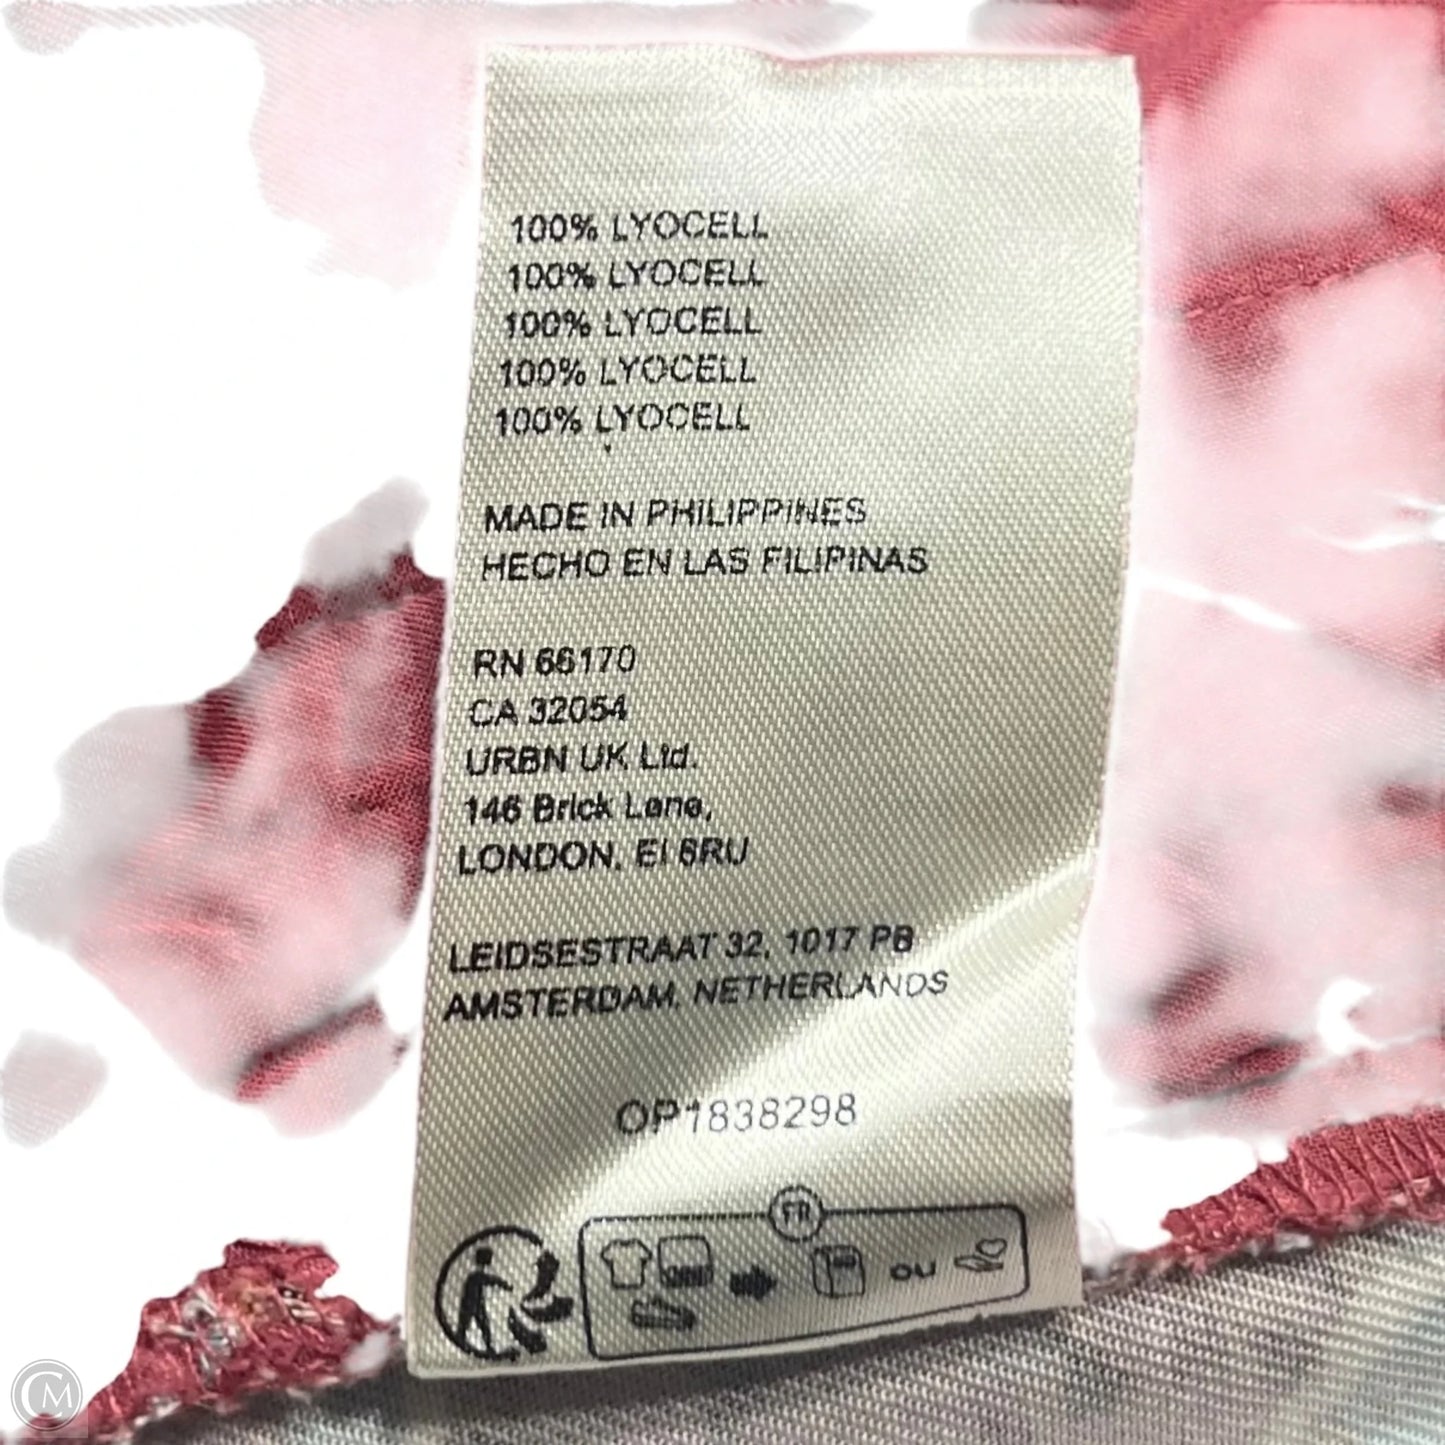 100% LYOCELL
100% LYOCELL
100% LYOCELL
100% LYOCELL
100% LYOCELL
MADE IN PHILIPPINES
HECHO EN LAS FILIPINAS
RN 66170
CA 32054
URBN UK Ltd.
146 Brick Lane,
LONDON, EI 6RU
LEIDSESTRAAT 32, 1017 PB
AMSTERDAM, NETHERLANDS
OP1838298
FR
ou
CM